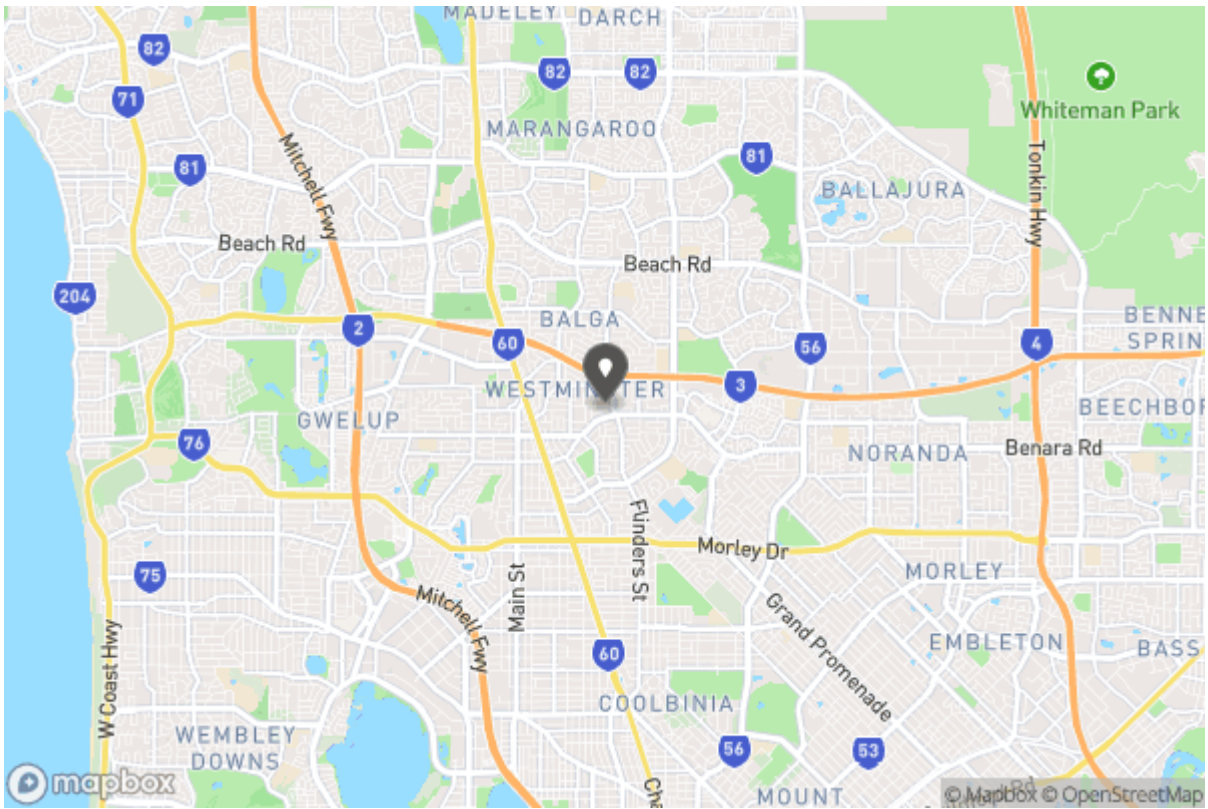 MADELEY
DARCH
82
82
82
71
Whiteman Park
MARANGAROO
81
81
Mitchell Fwy
Tonkin Hwy
BALLAJURA
Beach Rd
Beach Rd
204
2
BALGA
60
56
4
BENNE
SPRIN
3
WESTMIN TER
GWELUP
BEECHBOR
76
NORANDA
Benara Rd
Flinders St
Morley Dr
75
MORLEY
Main St
Mitchell Fwy
Grand Promenade
EMBLETON
BASS
60
W Coast Hwy
COOLBINIA
WEMBLEY
DOWNS
56
53
mapbox
MOUNT
© Mapbox © OpenStreetMap